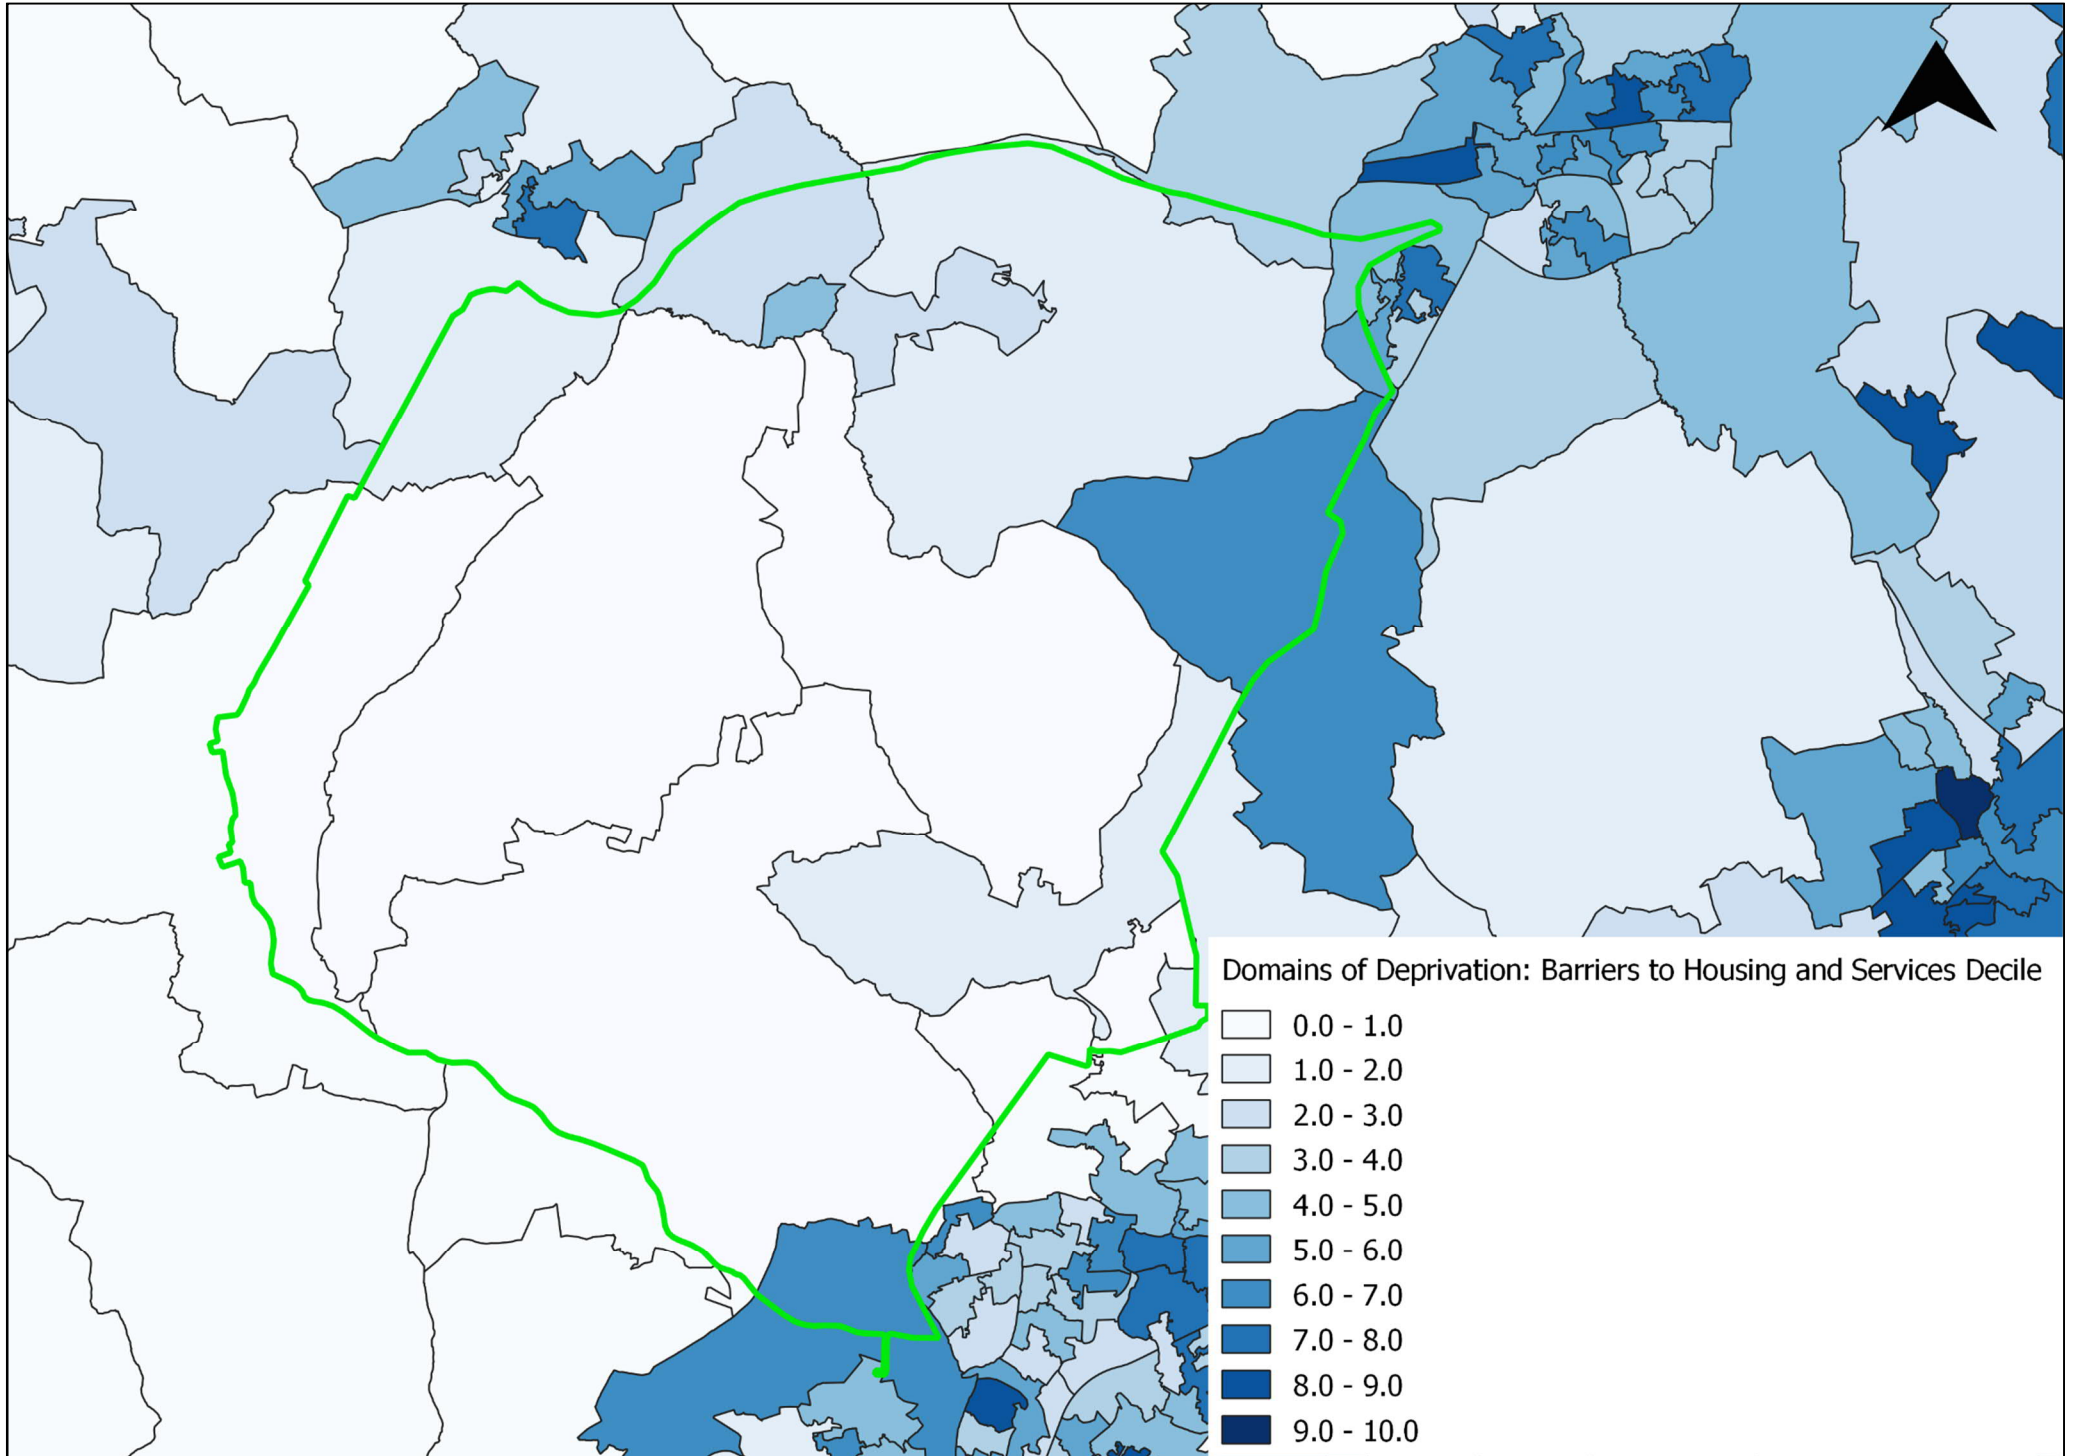 Domains of Deprivation: Barriers to Housing and Services Decile
0.0 - 1.0
1.0 - 2.0
2.0 - 3.0
3.0 - 4.0
4.0 - 5.0
5.0 - 6.0
6.0 - 7.0
7.0 - 8.0
8.0 - 9.0
9.0 - 10.0